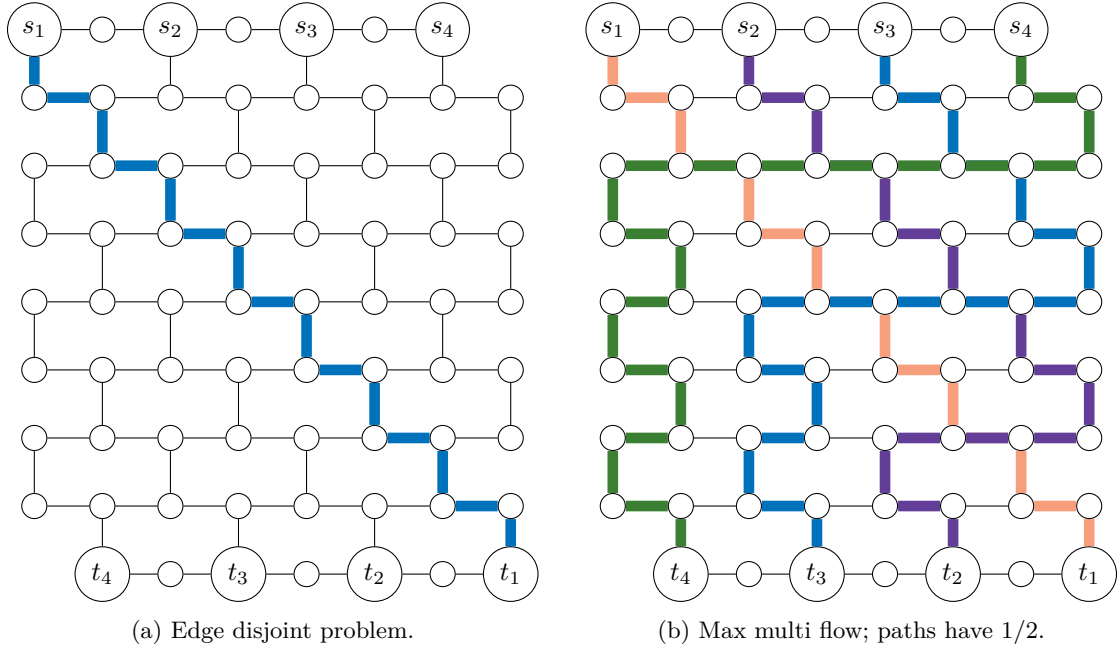 s₁ s₂ s₃ s₄ s₁ s₂ s₃ s₄
t₄ t₃ t₂ t₁ t₄ t₃ t₂ t₁
(a) Edge disjoint problem. (b) Max multi flow; paths have 1/2.